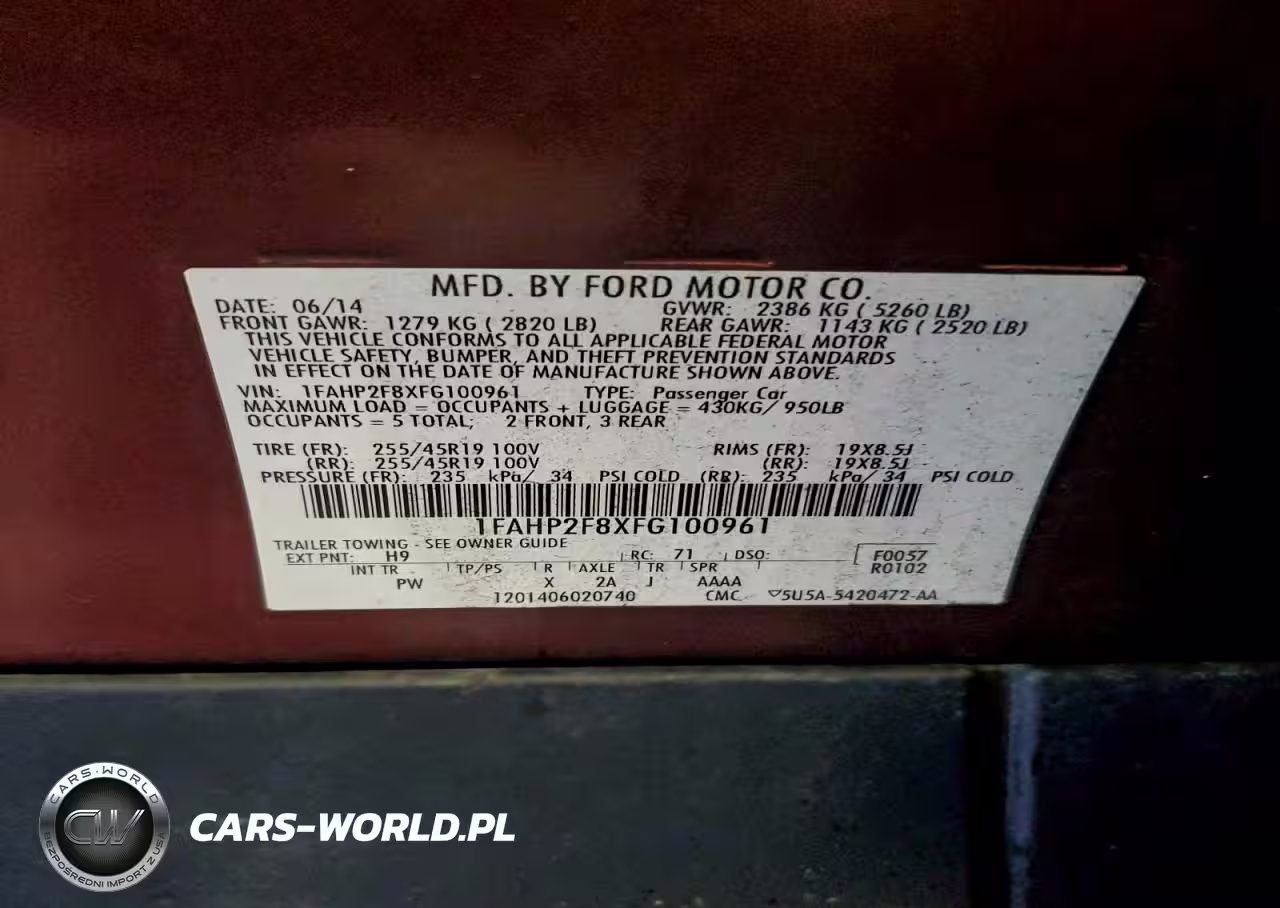 MFD. BY FORD MOTOR CO.
DATE: 06/14 GVWR: 2386 KG ( 5260 LB)
FRONT GAWR: 1279 KG ( 2820 LB) REAR GAWR: 1143 KG ( 2520 LB)
THIS VEHICLE CONFORMS TO ALL APPLICABLE FEDERAL MOTOR
VEHICLE SAFETY, BUMPER, AND THEFT PREVENTION STANDARDS
IN EFFECT ON THE DATE OF MANUFACTURE SHOWN ABOVE.
VIN: 1FAHP2F8XFG100961 TYPE: Passenger Car
MAXIMUM LOAD = OCCUPANTS + LUGGAGE = 430KG/ 950LB
OCCUPANTS = 5 TOTAL; 2 FRONT, 3 REAR
TIRE (FR): 255/45R19 100V RIMS (FR): 19X8.5J
(RR): 255/45R19 100V (RR): 19X8.5J
PRESSURE (FR): 235 kPa/ 34 PSI COLD (RR): 235 kPa/ 34 PSI COLD
1FAHP2F8XFG100961
TRAILER TOWING - SEE OWNER GUIDE
EXT PNT: H9 RC: 71 DSO: F0057
INT TR TP/PS R AXLE TR SPR R0102
PW X 2A J AAAA
1201406020740 CMC ▽5U5A-5420472-AA
CARS-WORLD
CW
BEZPOŚREDNI IMPORT Z USA
CARS-WORLD.PL